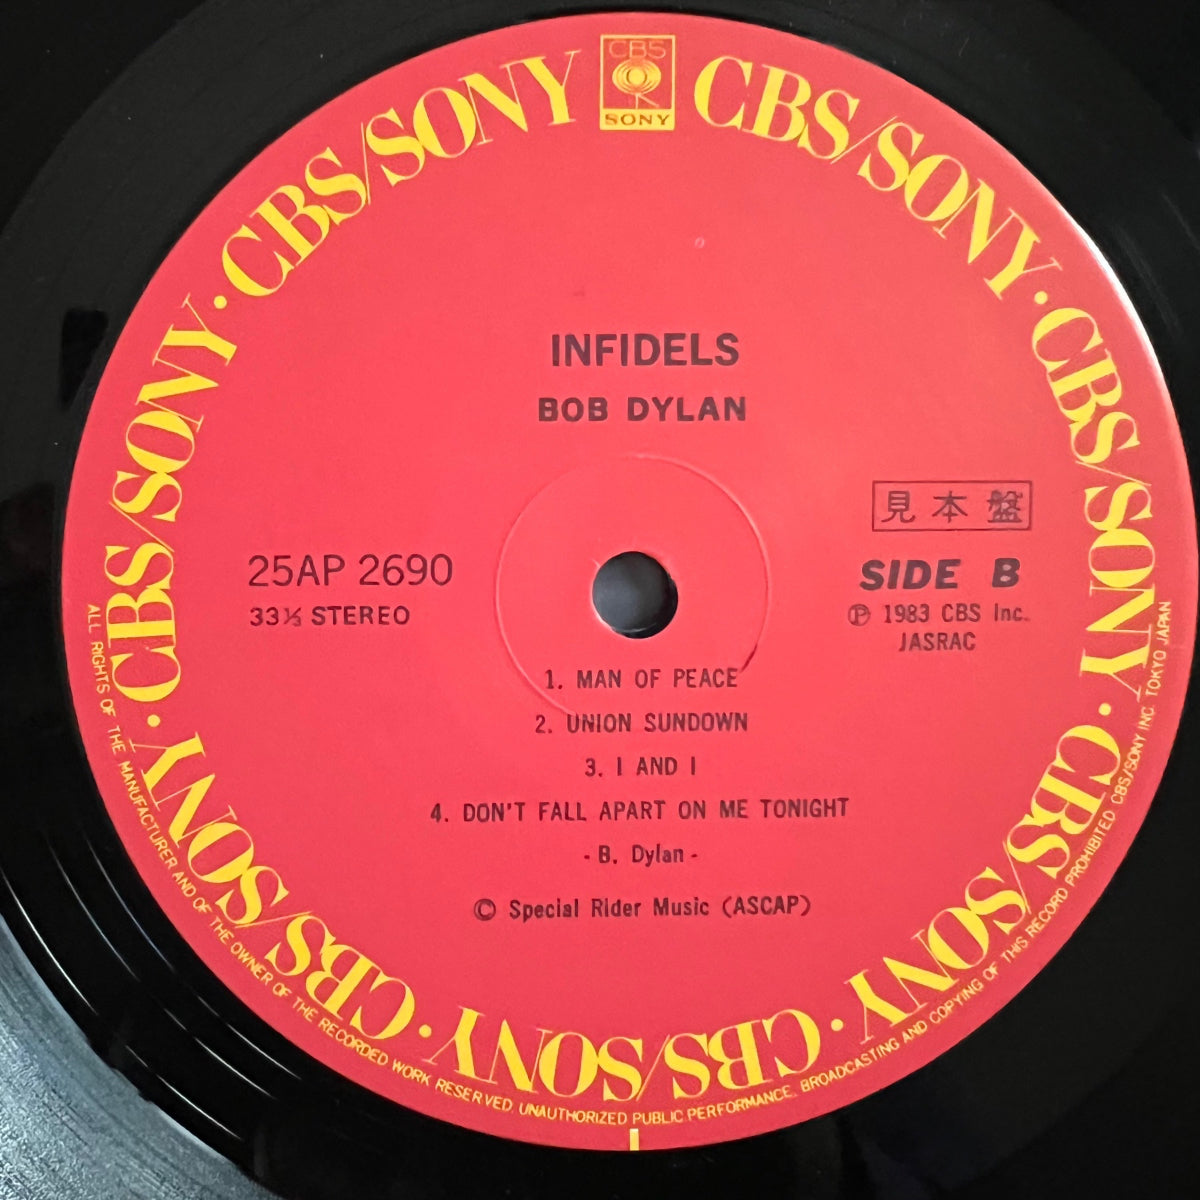 CBS
SONY
CBS/SONY · CBS/SONY · CBS/SONY · CBS/SONY · CBS/SONY · CBS/SONY · CBS/SONY
INFIDELS
BOB DYLAN
見本盤
25AP 2690
SIDE B
33⅓ STEREO
Ⓟ 1983 CBS Inc.
JASRAC
1. MAN OF PEACE
2. UNION SUNDOWN
3. I AND I
4. DON'T FALL APART ON ME TONIGHT
- B. Dylan -
© Special Rider Music (ASCAP)
ALL RIGHTS OF THE MANUFACTURER AND OF THE OWNER OF THE RECORDED WORK RESERVED. UNAUTHORIZED PUBLIC PERFORMANCE, BROADCASTING AND COPYING OF THIS RECORD PROHIBITED CBS/SONY INC. TOKYO JAPAN